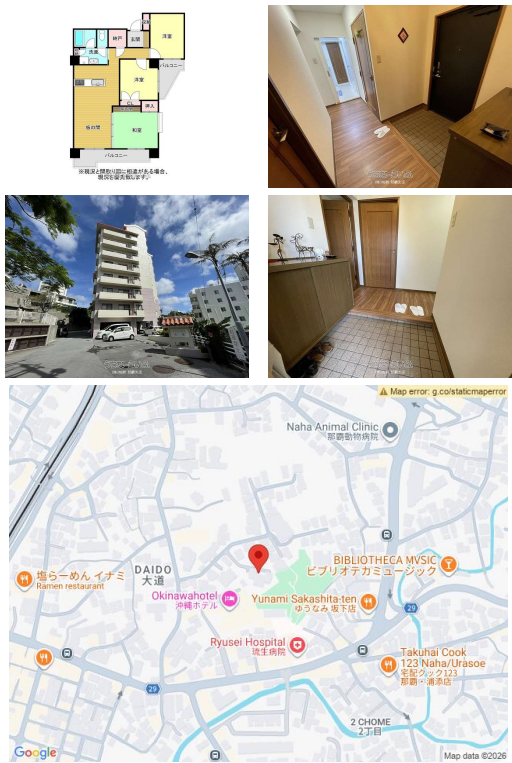 収納
洋室
納戸
玄関
洗面
バルコニー
洋室
押入
板の間
和室
バルコニー
※現況と間取り図に相違がある場合、
現況を優先致します。
Map error: g.co/staticmaperror
Naha Animal Clinic
那覇動物病院
BIBLIOTHECA MVSIC
ビブリオテカミュージック
DAIDO
大道
塩らーめん イナミ
Ramen restaurant
Okinawahotel
沖縄ホテル
Yunami Sakashita-ten
ゆうなみ 坂下店
29
Ryusei Hospital
琉生病院
Takuhai Cook
123 Naha/Urasoe
宅配クック123
那覇・浦添店
29
2 CHOME
2丁目
Google
Map data ©2026